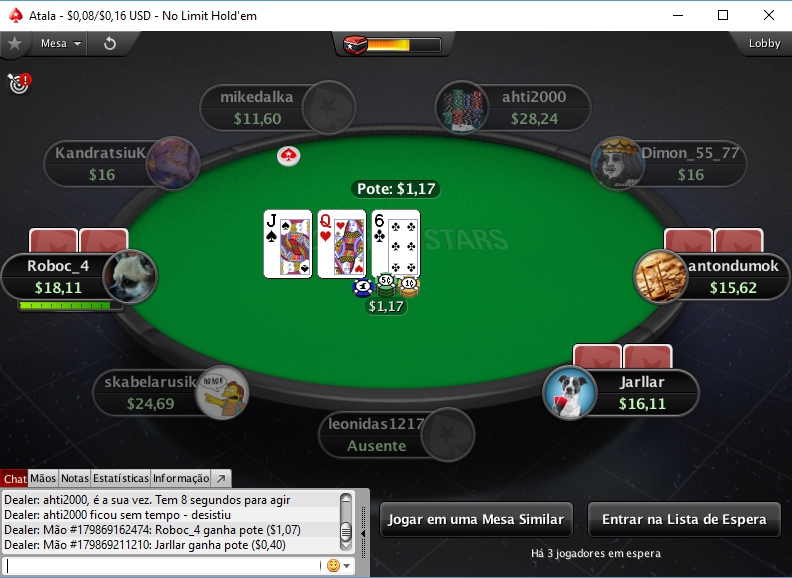 Atala - $0,08/$0,16 USD - No Limit Hold'em
Mesa
Lobby
mikedalka
$11,60
ahti2000
$28,24
KandratsiuK
$16
Dimon_55_77
$16
Pote: $1,17
J
Q
6
STARS
Roboc_4
$18,11
antondumok
$15,62
5¢
1¢
$1,17
skabelarusik
$24,69
Jarllar
$16,11
leonidas1217
Ausente
Chat Mãos Notas Estatísticas Informação
Dealer: ahti2000, é a sua vez. Tem 8 segundos para agir
Dealer: ahti2000 ficou sem tempo - desistiu
Dealer: Mão #179869162474: Roboc_4 ganha pote ($1,07)
Dealer: Mão #179869211210: Jarllar ganha pote ($0,40)
Jogar em uma Mesa Similar
Entrar na Lista de Espera
Há 3 jogadores em espera